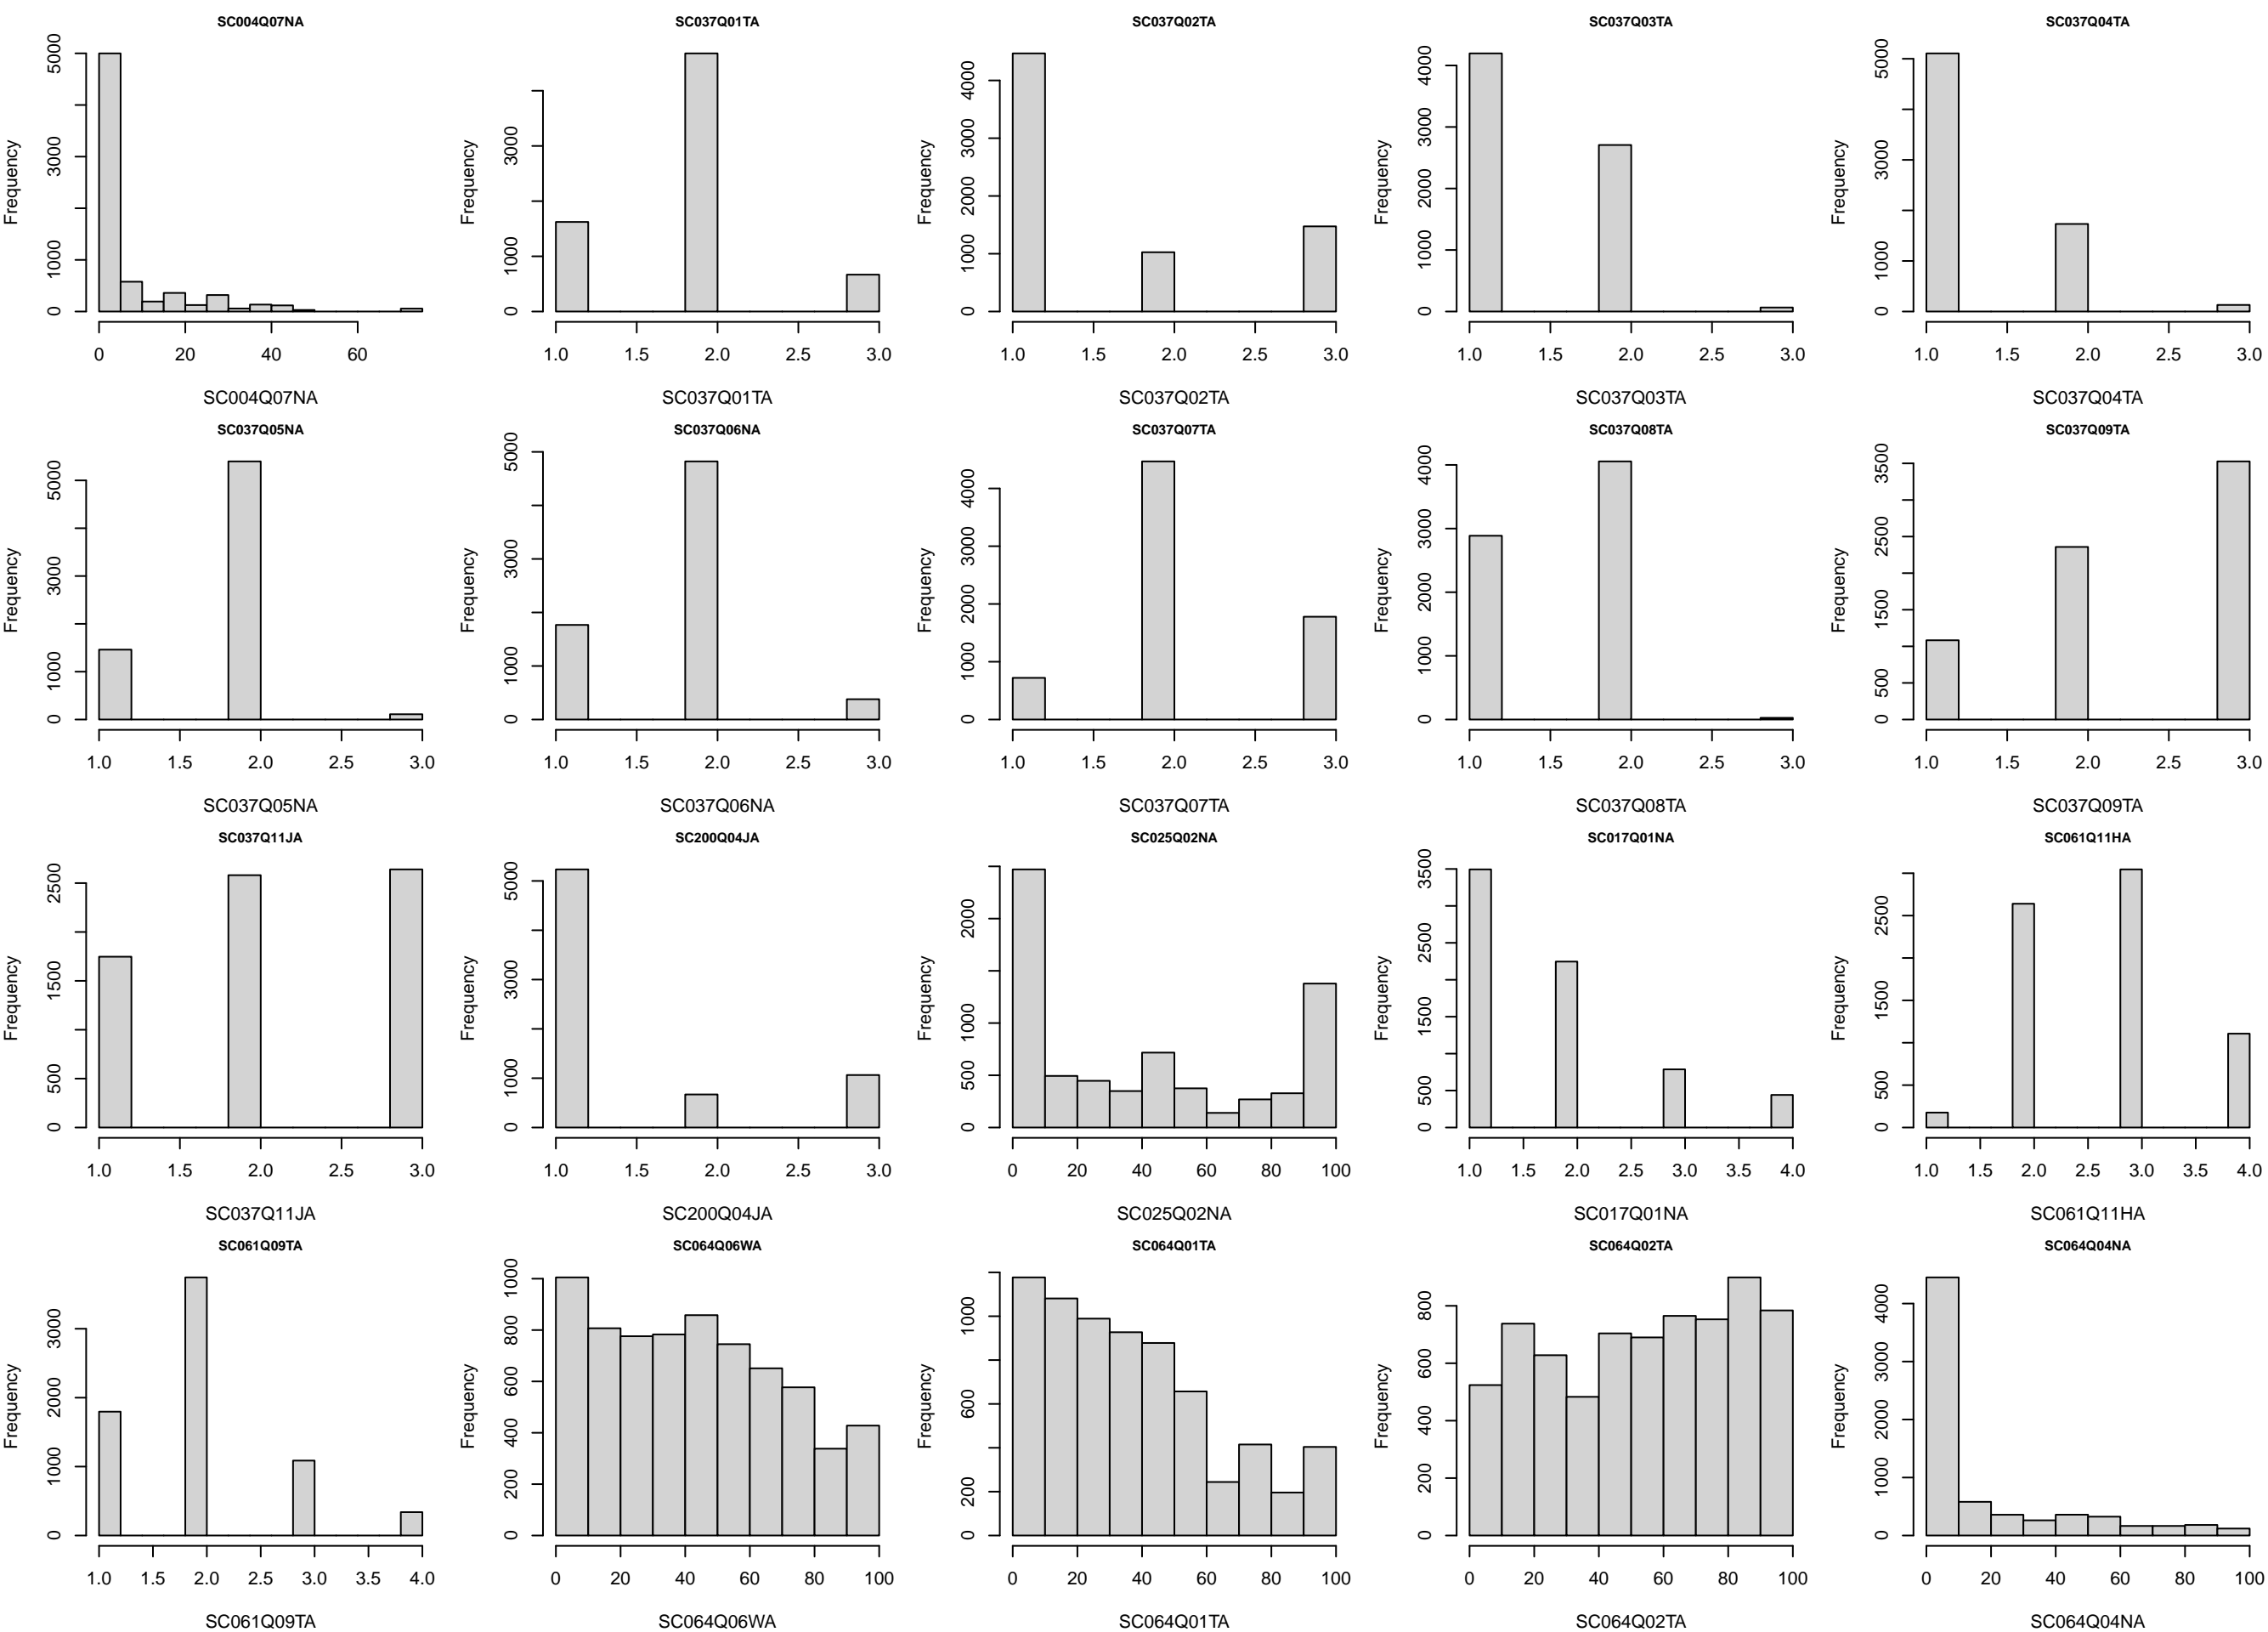 SC004Q07NA
Frequency
5000
3000
1000
0
0 20 40 60
SC004Q07NA
SC037Q01TA
Frequency
3000
1000
0
1.0 1.5 2.0 2.5 3.0
SC037Q01TA
SC037Q02TA
Frequency
4000
3000
2000
1000
0
1.0 1.5 2.0 2.5 3.0
SC037Q02TA
SC037Q03TA
Frequency
4000
3000
2000
1000
0
1.0 1.5 2.0 2.5 3.0
SC037Q03TA
SC037Q04TA
Frequency
5000
3000
1000
0
1.0 1.5 2.0 2.5 3.0
SC037Q04TA
SC037Q05NA
Frequency
5000
3000
1000
0
1.0 1.5 2.0 2.5 3.0
SC037Q05NA
SC037Q06NA
Frequency
5000
3000
1000
0
1.0 1.5 2.0 2.5 3.0
SC037Q06NA
SC037Q07TA
Frequency
4000
3000
2000
1000
0
1.0 1.5 2.0 2.5 3.0
SC037Q07TA
SC037Q08TA
Frequency
4000
3000
2000
1000
0
1.0 1.5 2.0 2.5 3.0
SC037Q08TA
SC037Q09TA
Frequency
3500
2500
1500
500
0
1.0 1.5 2.0 2.5 3.0
SC037Q09TA
SC037Q11JA
Frequency
2500
1500
500
0
1.0 1.5 2.0 2.5 3.0
SC037Q11JA
SC200Q04JA
Frequency
5000
3000
1000
0
1.0 1.5 2.0 2.5 3.0
SC200Q04JA
SC025Q02NA
Frequency
2000
1000
500
0
0 20 40 60 80 100
SC025Q02NA
SC017Q01NA
Frequency
3500
2500
1500
500
0
1.0 1.5 2.0 2.5 3.0 3.5 4.0
SC017Q01NA
SC061Q11HA
Frequency
2500
1500
500
0
1.0 1.5 2.0 2.5 3.0 3.5 4.0
SC061Q11HA
SC061Q09TA
Frequency
3000
2000
1000
0
1.0 1.5 2.0 2.5 3.0 3.5 4.0
SC061Q09TA
SC064Q06WA
Frequency
1000
800
600
400
200
0
0 20 40 60 80 100
SC064Q06WA
SC064Q01TA
Frequency
1000
600
200
0
0 20 40 60 80 100
SC064Q01TA
SC064Q02TA
Frequency
800
600
400
200
0
0 20 40 60 80 100
SC064Q02TA
SC064Q04NA
Frequency
4000
3000
2000
1000
0
0 20 40 60 80 100
SC064Q04NA